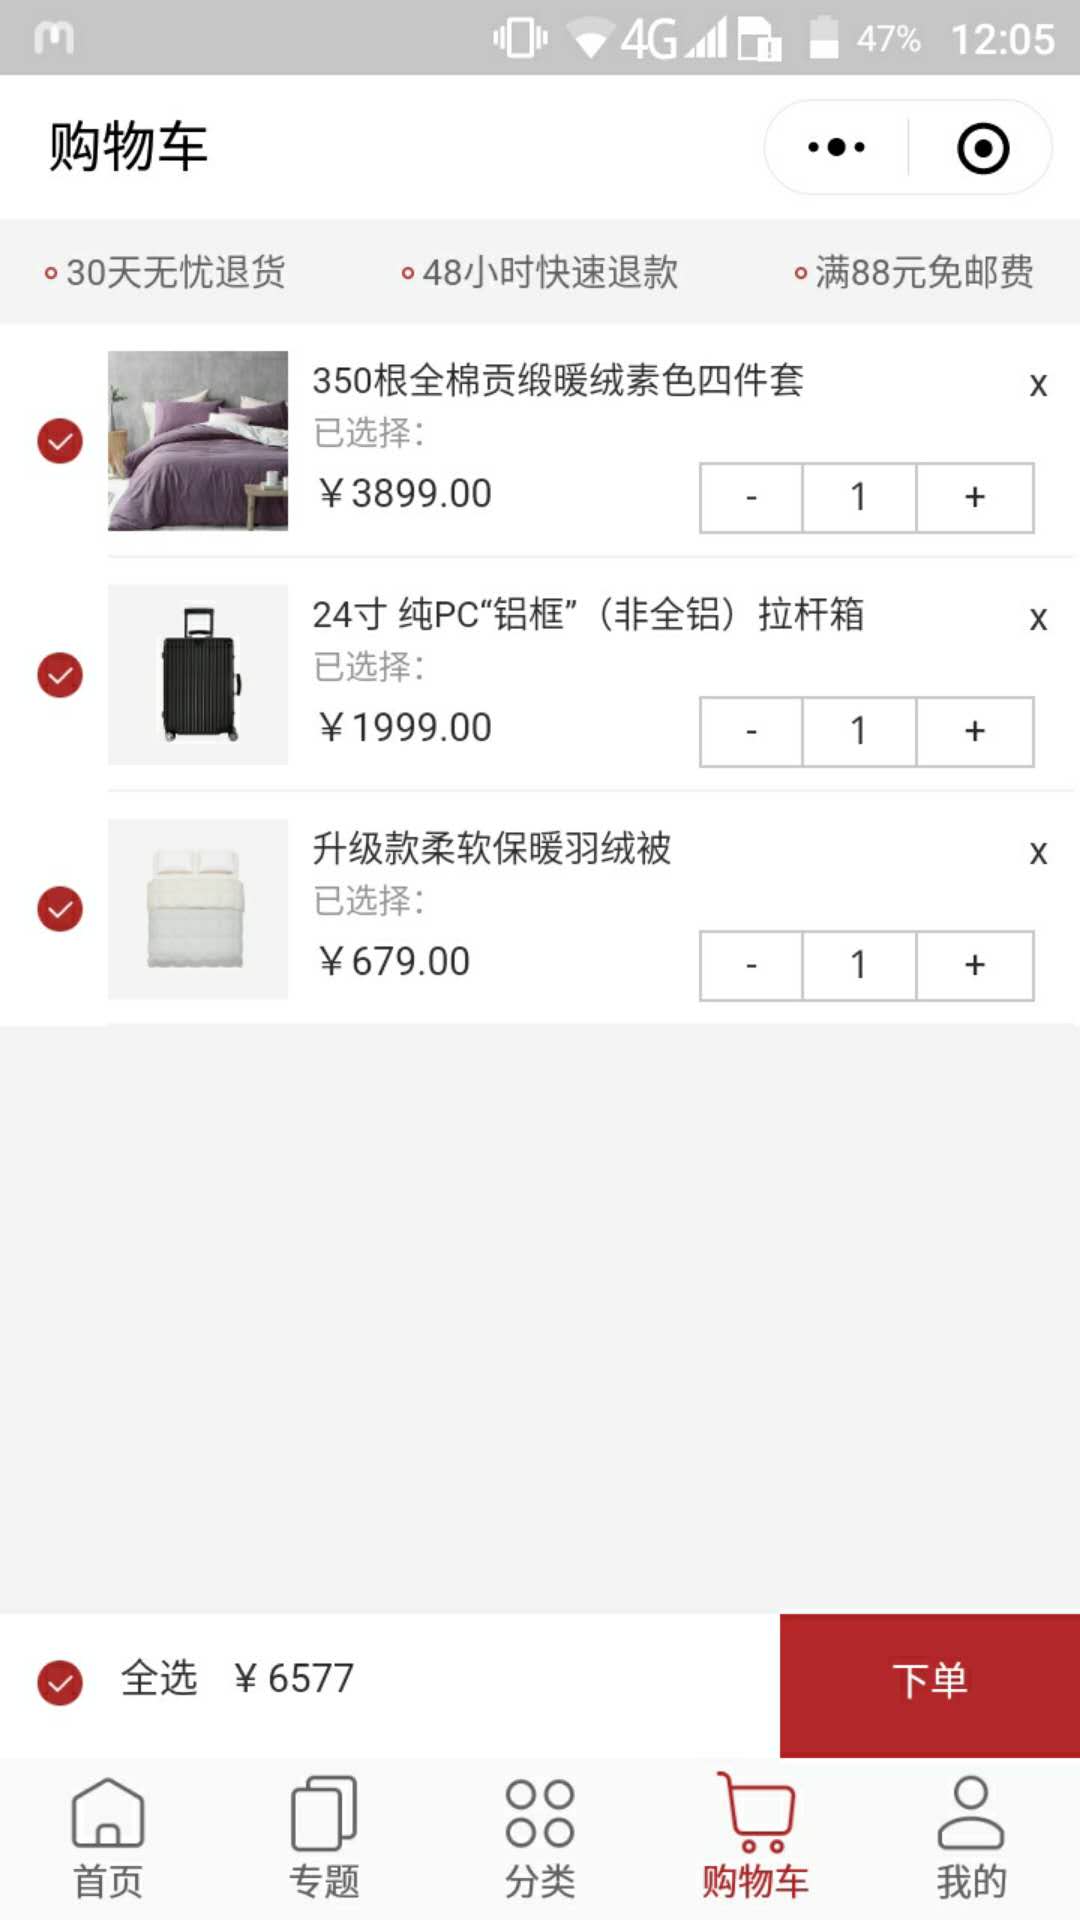 4G 47% 12:05
购物车
30天无忧退货 48小时快速退款 满88元免邮费
350根全棉贡缎暖绒素色四件套 x
已选择：
￥3899.00 - 1 +
24寸 纯PC“铝框”（非全铝）拉杆箱 x
已选择：
￥1999.00 - 1 +
升级款柔软保暖羽绒被 x
已选择：
￥679.00 - 1 +
全选 ￥6577 下单
首页 专题 分类 购物车 我的